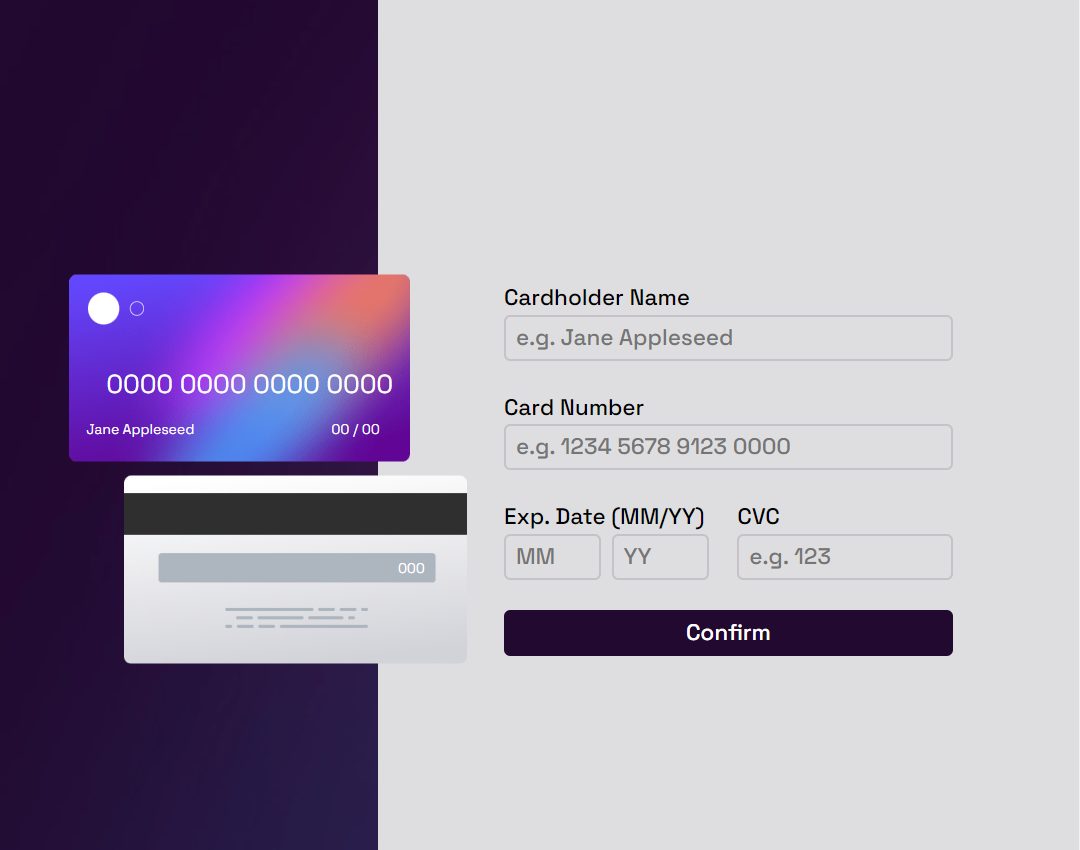 0000 0000 0000 0000
Jane Appleseed 00 / 00
000
Cardholder Name
e.g. Jane Appleseed
Card Number
e.g. 1234 5678 9123 0000
Exp. Date (MM/YY) CVC
MM YY e.g. 123
Confirm